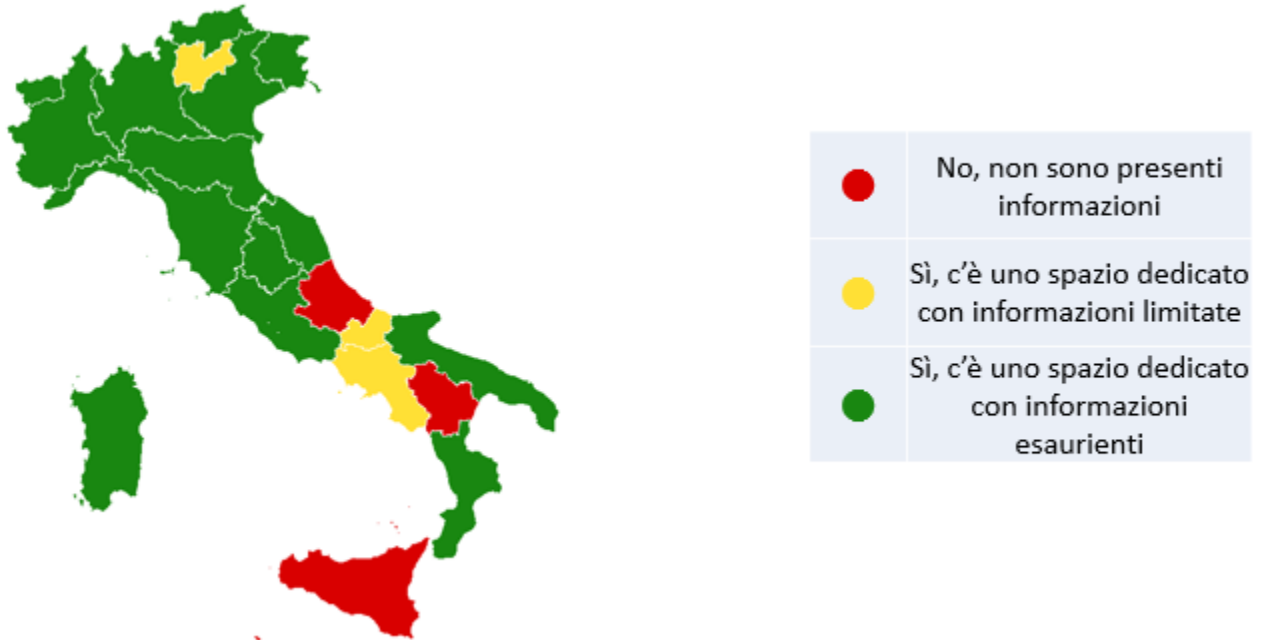 No, non sono presenti
informazioni
Sì, c'è uno spazio dedicato
con informazioni limitate
Sì, c'è uno spazio dedicato
con informazioni
esaurienti